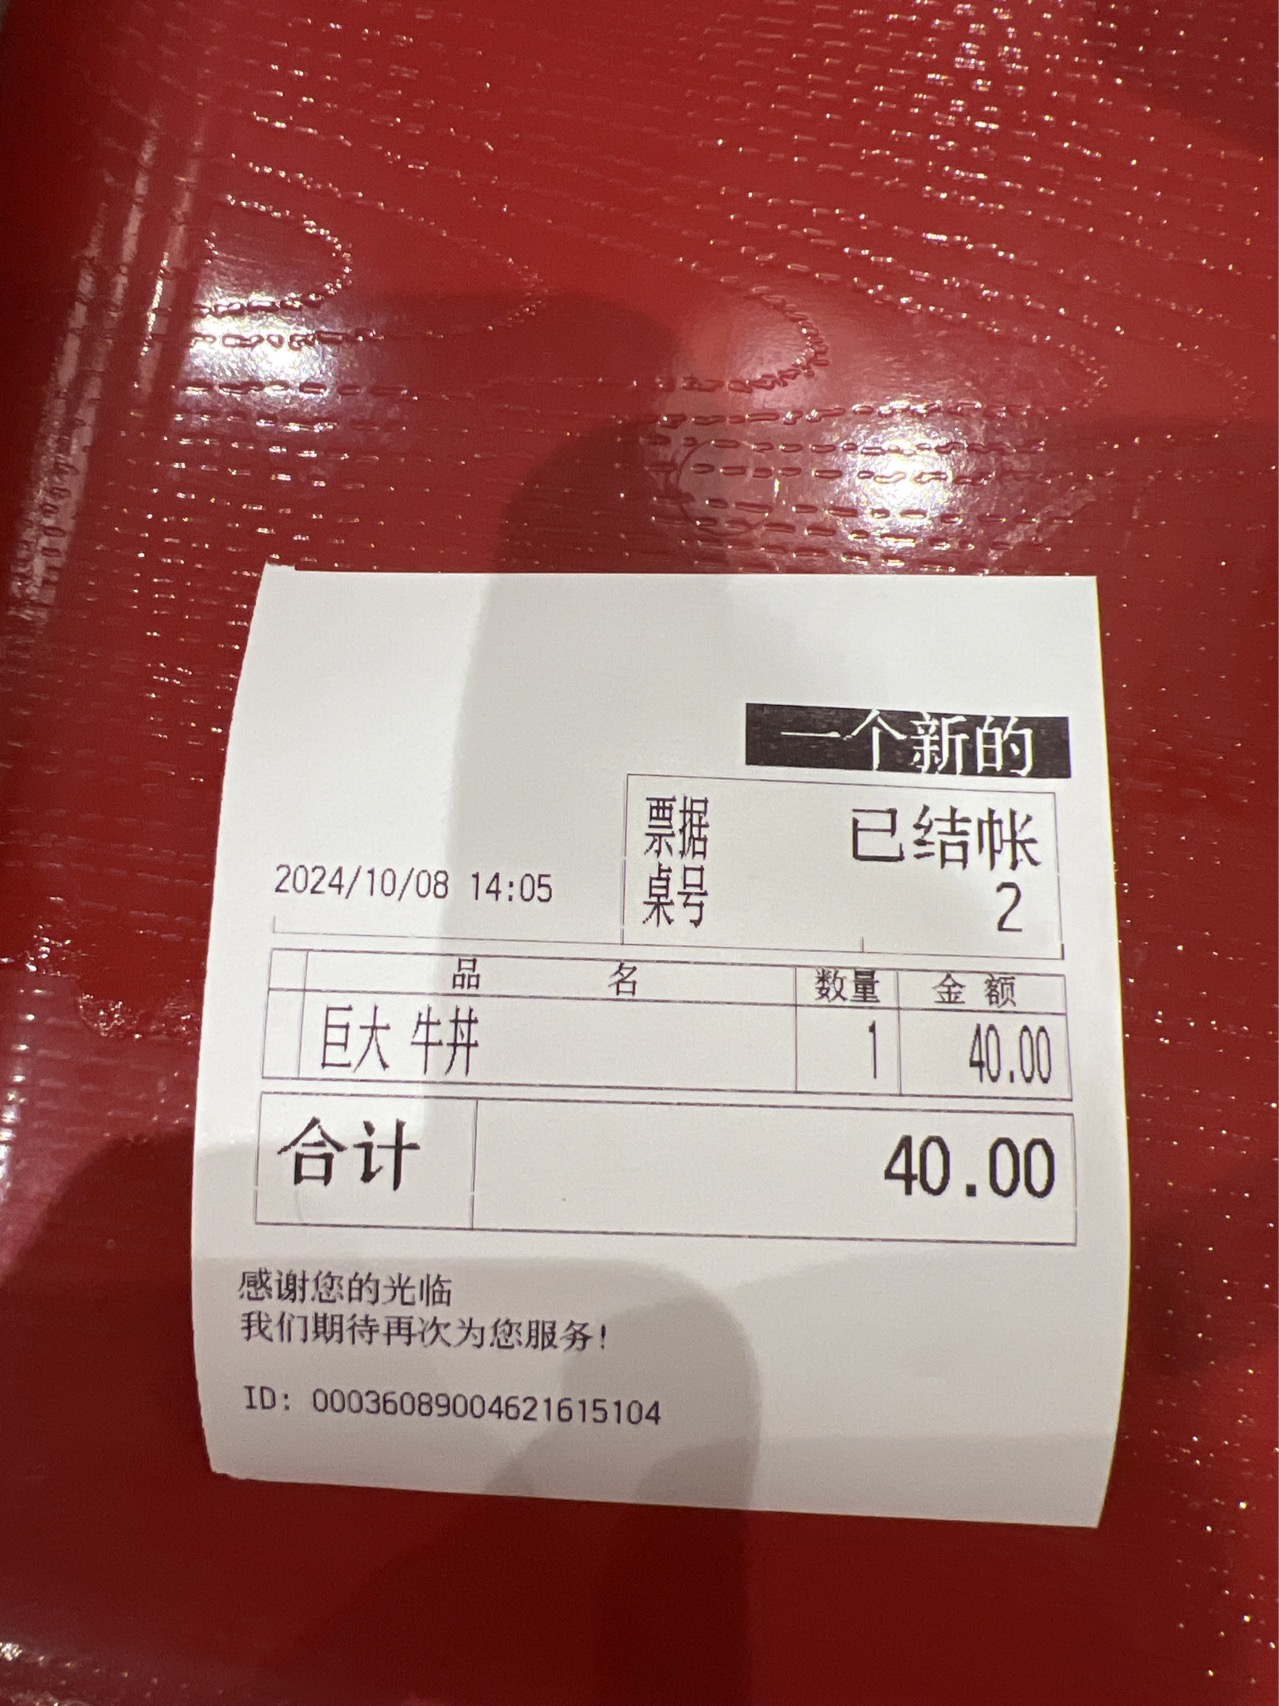 一个新的
票据 已结帐
2024/10/08 14:05
桌号 2
品 名 数量 金 额
巨大 牛丼 1 40.00
合计 40.00
感谢您的光临
我们期待再次为您服务!
ID: 00036089004621615104